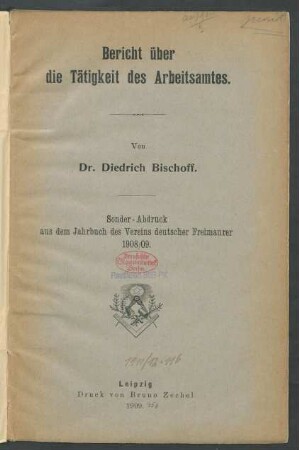 Bericht über
die Tätigkeit des Arbeitsamtes.
Von
Dr. Diedrich Bischoff.
Sonder-Abdruck
aus dem Jahrbuch des Vereins deutscher Freimaurer
1908/09.
Leipzig
Druck von Bruno Zechel
1909.